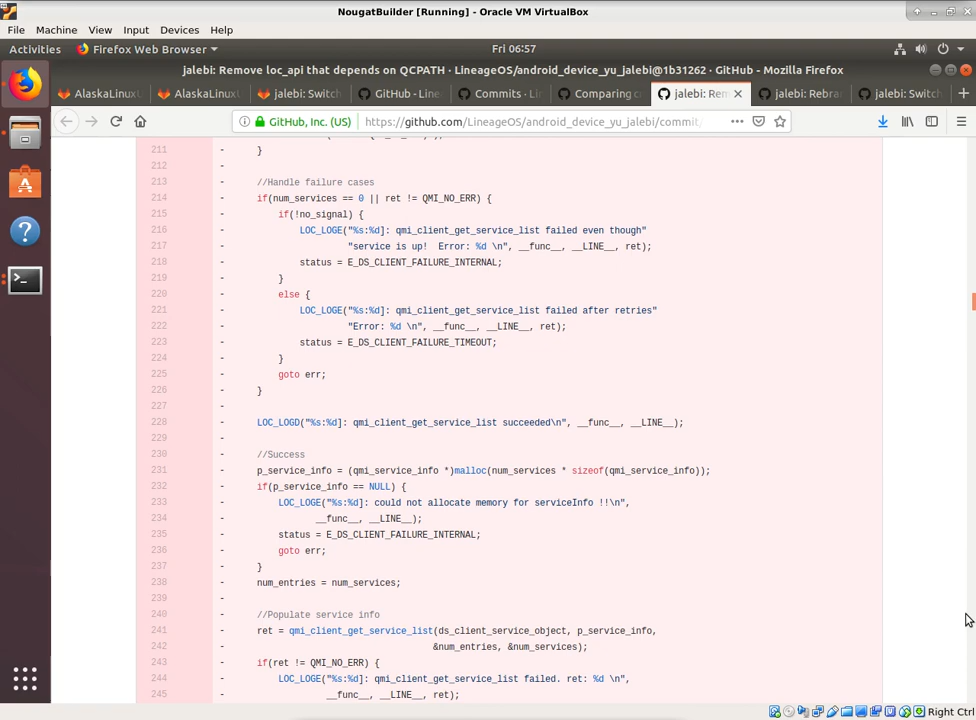 NougatBuilder [Running] - Oracle VM VirtualBox
File Machine View Input Devices Help
Activities Firefox Web Browser Fri 06:57
jalebi: Remove loc_api that depends on QCPATH · LineageOS/android_device_yu_jalebi@1b31262 · GitHub - Mozilla Firefox
AlaskaLinuxU AlaskaLinuxU jalebi: Switch GitHub - Line Commits · Li Comparing c jalebi: Rem jalebi: Rebra jalebi: Switch
GitHub, Inc. (US) https://github.com/LineageOS/android_device_yu_jalebi/commit/
211 - }
212 -
213 - //Handle failure cases
214 - if(num_services == 0 || ret != QMI_NO_ERR) {
215 - if(!no_signal) {
216 - LOC_LOGE("%s:%d]: qmi_client_get_service_list failed even though"
217 - "service is up!  Error: %d \n", __func__, __LINE__, ret);
218 - status = E_DS_CLIENT_FAILURE_INTERNAL;
219 - }
220 - else {
221 - LOC_LOGE("%s:%d]: qmi_client_get_service_list failed after retries"
222 - "Error: %d \n", __func__, __LINE__, ret);
223 - status = E_DS_CLIENT_FAILURE_TIMEOUT;
224 - }
225 - goto err;
226 - }
227 -
228 - LOC_LOGD("%s:%d]: qmi_client_get_service_list succeeded\n", __func__, __LINE__);
229 -
230 - //Success
231 - p_service_info = (qmi_service_info *)malloc(num_services * sizeof(qmi_service_info));
232 - if(p_service_info == NULL) {
233 - LOC_LOGE("%s:%d]: could not allocate memory for serviceInfo !!\n",
234 - __func__, __LINE__);
235 - status = E_DS_CLIENT_FAILURE_INTERNAL;
236 - goto err;
237 - }
238 - num_entries = num_services;
239 -
240 - //Populate service info
241 - ret = qmi_client_get_service_list(ds_client_service_object, p_service_info,
242 - &num_entries, &num_services);
243 - if(ret != QMI_NO_ERR) {
244 - LOC_LOGE("%s:%d]: qmi_client_get_service_list failed. ret: %d \n",
245 - __func__, __LINE__, ret);
Right Ctrl